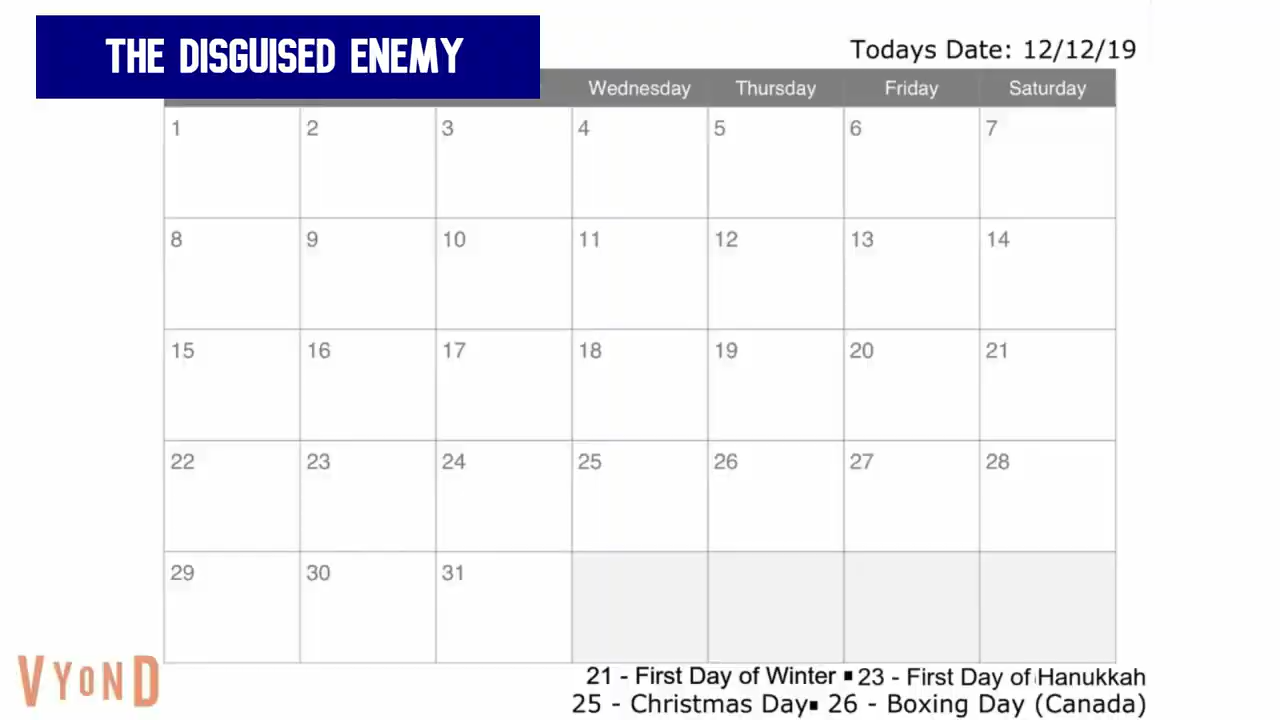 THE DISGUISED ENEMY
Todays Date: 12/12/19
Wednesday Thursday Friday Saturday
1 2 3 4 5 6 7
8 9 10 11 12 13 14
15 16 17 18 19 20 21
22 23 24 25 26 27 28
29 30 31
21 - First Day of Winter ▪ 23 - First Day of Hanukkah
25 - Christmas Day▪ 26 - Boxing Day (Canada)
VYOND